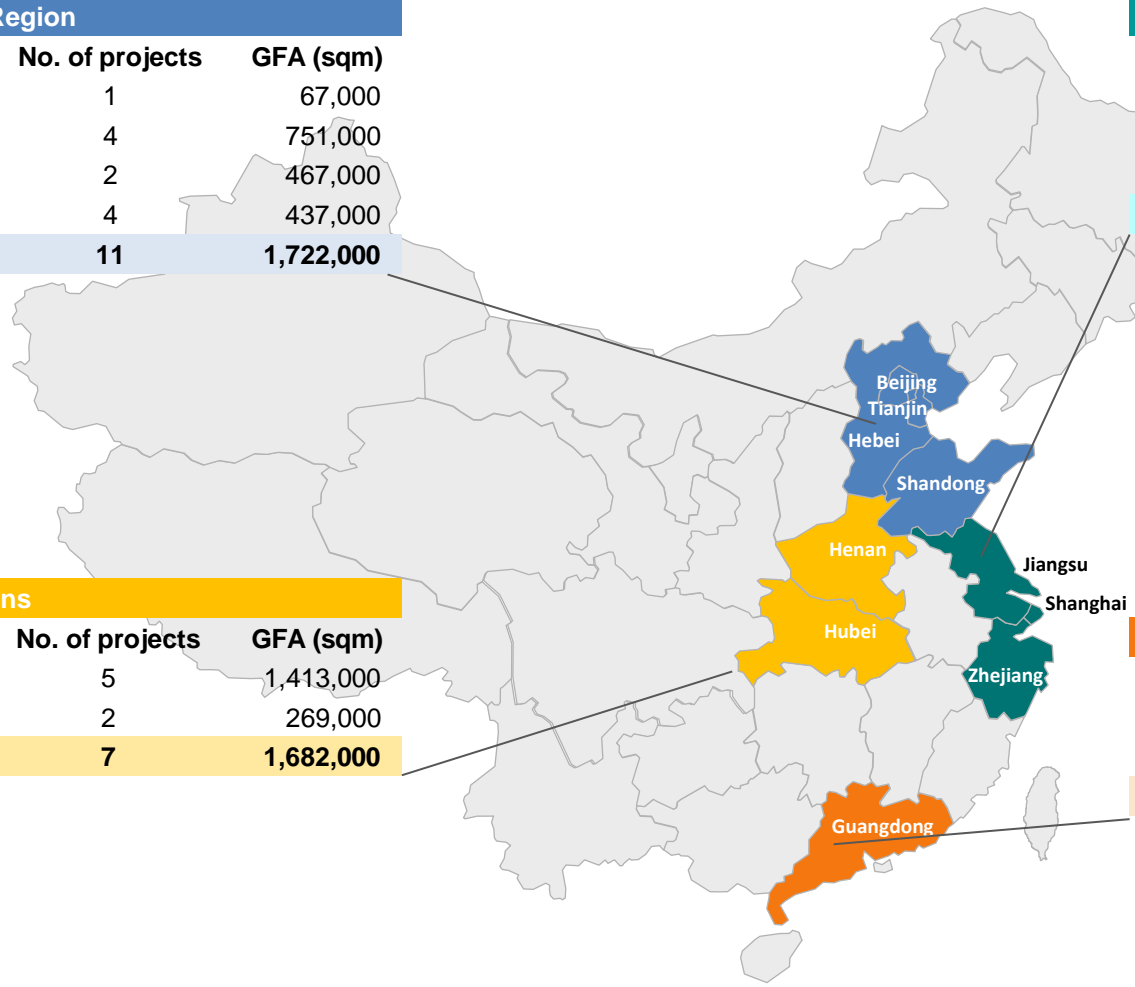 Region
No. of projects GFA (sqm)
1 67,000
4 751,000
2 467,000
4 437,000
11 1,722,000
Beijing
Tianjin
Hebei
Shandong
Henan
Jiangsu
Shanghai
Hubei
Zhejiang
Guangdong
ns
No. of projects GFA (sqm)
5 1,413,000
2 269,000
7 1,682,000